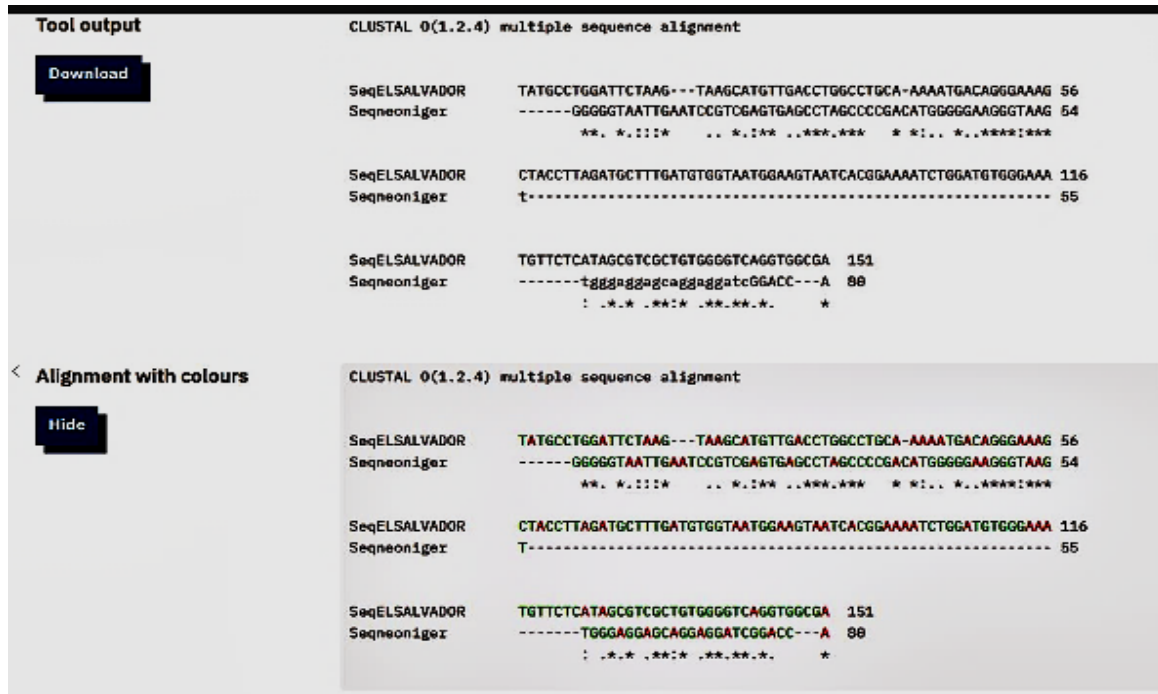 Tool output
Download
CLUSTAL O(1.2.4) multiple sequence alignment
SeqELSALVADOR TATGCCTGGATTCTAAG---TAAGCATGTTGACCTGGCCTGCA-AAAATGACAGGGAAAG 56
Seqneoniger ------GGGGGTAATTGAATCCGTCGAGTGAGCCTAGCCCCGACATGGGGGAAGGGTAAG 54
**. *.:::* .. *.:** ..***.*** * *:.. *..****:***
SeqELSALVADOR CTACCTTAGATGCTTTGATGTGGTAATGGAAGTAATCACGGAAAATCTGGATGTGGGAAA 116
Seqneoniger t----------------------------------------------------------- 55
SeqELSALVADOR TGTTCTCATAGCGTCGCTGTGGGGTCAGGTGGCGA 151
Seqneoniger -------tgggaggagcaggaggatcGGACC---A 80
: .*.* .**:* .**.**.*. *
<
Alignment with colours
Hide
CLUSTAL O(1.2.4) multiple sequence alignment
SeqELSALVADOR TATGCCTGGATTCTAAG---TAAGCATGTTGACCTGGCCTGCA-AAAATGACAGGGAAAG 56
Seqneoniger ------GGGGGTAATTGAATCCGTCGAGTGAGCCTAGCCCCGACATGGGGGAAGGGTAAG 54
**. *.:::* .. *.:** ..***.*** * *:.. *..****:***
SeqELSALVADOR CTACCTTAGATGCTTTGATGTGGTAATGGAAGTAATCACGGAAAATCTGGATGTGGGAAA 116
Seqneoniger T----------------------------------------------------------- 55
SeqELSALVADOR TGTTCTCATAGCGTCGCTGTGGGGTCAGGTGGCGA 151
Seqneoniger -------TGGGAGGAGCAGGAGGATCGGACC---A 80
: .*.* .**:* .**.**.*. *